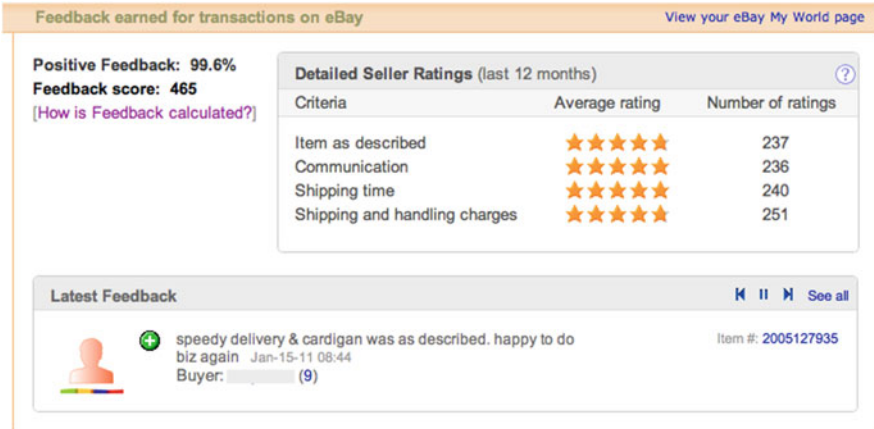 Feedback earned for transactions on eBay
View your eBay My World page
Positive Feedback: 99.6%
Feedback score: 465
[How is Feedback calculated?]
Detailed Seller Ratings (last 12 months)
?
Criteria Average rating Number of ratings
Item as described 237
Communication 236
Shipping time 240
Shipping and handling charges 251
Latest Feedback
See all
speedy delivery & cardigan was as described. happy to do
biz again Jan-15-11 08:44
Buyer: (9)
Item #: 2005127935